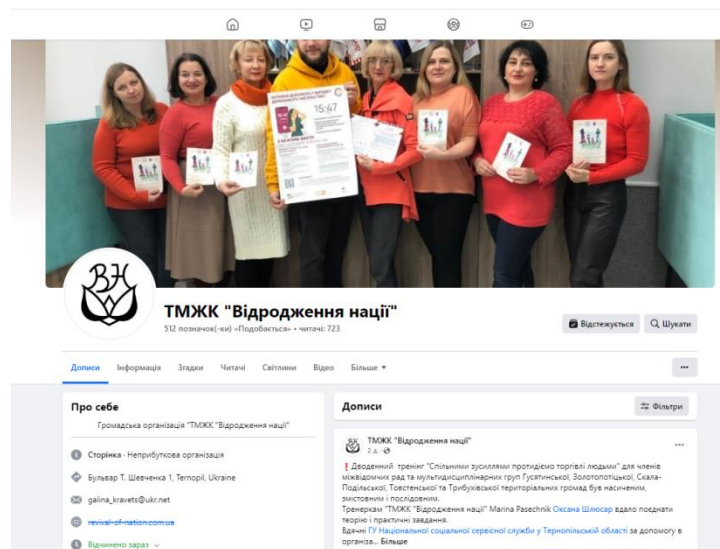 15:47
ВН
ТМЖК "Відродження нації"
512 позначок(-ки) «Подобається» • читачі: 723
Відстежується
Шукати
Дописи Інформація Згадки Читачі Світлини Відео Більше
Про себе
Громадська організація "ТМЖК "Відродження нації"
Сторінка · Неприбуткова організація
Бульвар Т. Шевченка 1, Ternopil, Ukraine
galina_kravets@ukr.net
revival-of-nation.com.ua
Відчинено зараз
Дописи
Фільтри
ТМЖК "Відродження нації"
2 д. ·
❗ Дводенний тренінг "Спільними зусиллями протидіємо торгівлі людьми" для членів
міжвідомчих рад та мультидисциплінарних груп Гусятинської, Золотопотіцької, Скала-
Подільської, Товстенської та Трибухівської територіальних громад був насиченим,
змістовним і послідовним.
Тренеркам "ТМЖК "Відродження нації" Marina Pasechnik Оксана Шлюсар вдало поєднати
теорію і практичні завдання.
Вдячні ГУ Національної соціальної сервісної служби у Тернопільській області за допомогу в
організа... Більше